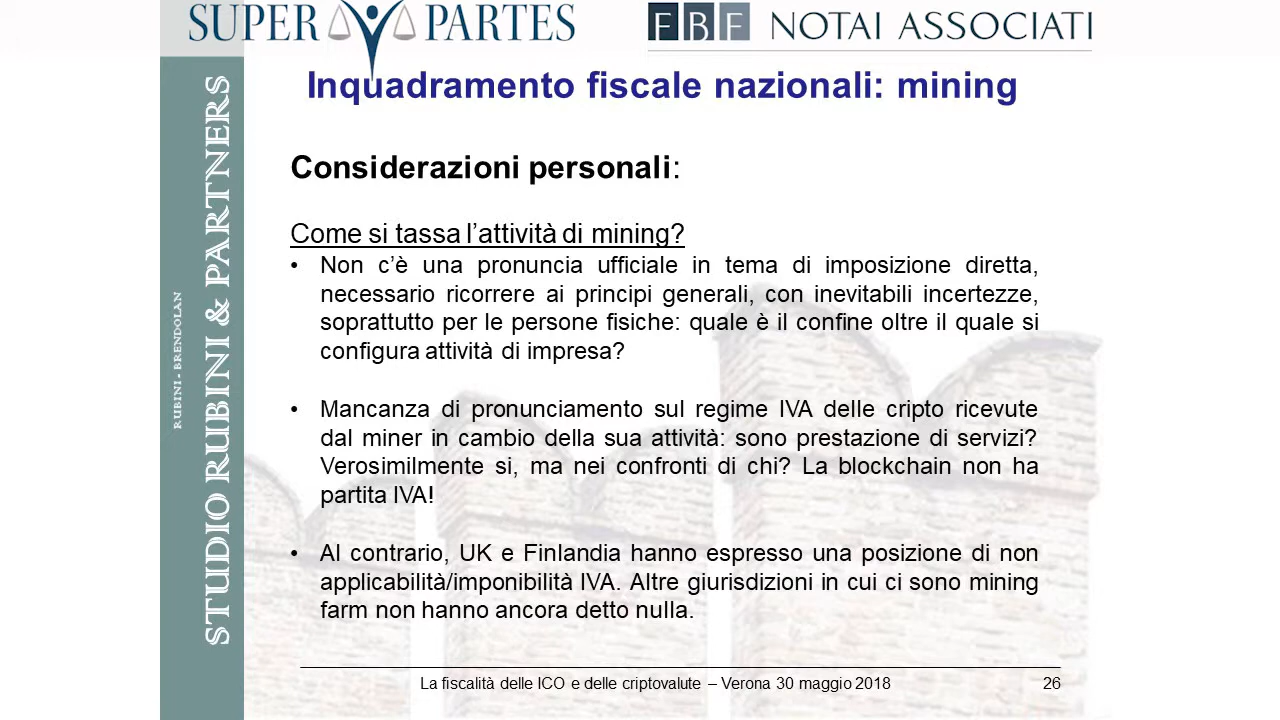 SUPER PARTES
FBF NOTAI ASSOCIATI
STUDIO RUBINI & PARTNERS
RUBINI - BRENDOLAN
Inquadramento fiscale nazionali: mining
Considerazioni personali:
Come si tassa l’attività di mining?
• Non c’è una pronuncia ufficiale in tema di imposizione diretta,
necessario ricorrere ai principi generali, con inevitabili incertezze,
soprattutto per le persone fisiche: quale è il confine oltre il quale si
configura attività di impresa?
• Mancanza di pronunciamento sul regime IVA delle cripto ricevute
dal miner in cambio della sua attività: sono prestazione di servizi?
Verosimilmente si, ma nei confronti di chi? La blockchain non ha
partita IVA!
• Al contrario, UK e Finlandia hanno espresso una posizione di non
applicabilità/imponibilità IVA. Altre giurisdizioni in cui ci sono mining
farm non hanno ancora detto nulla.
La fiscalità delle ICO e delle criptovalute – Verona 30 maggio 2018
26